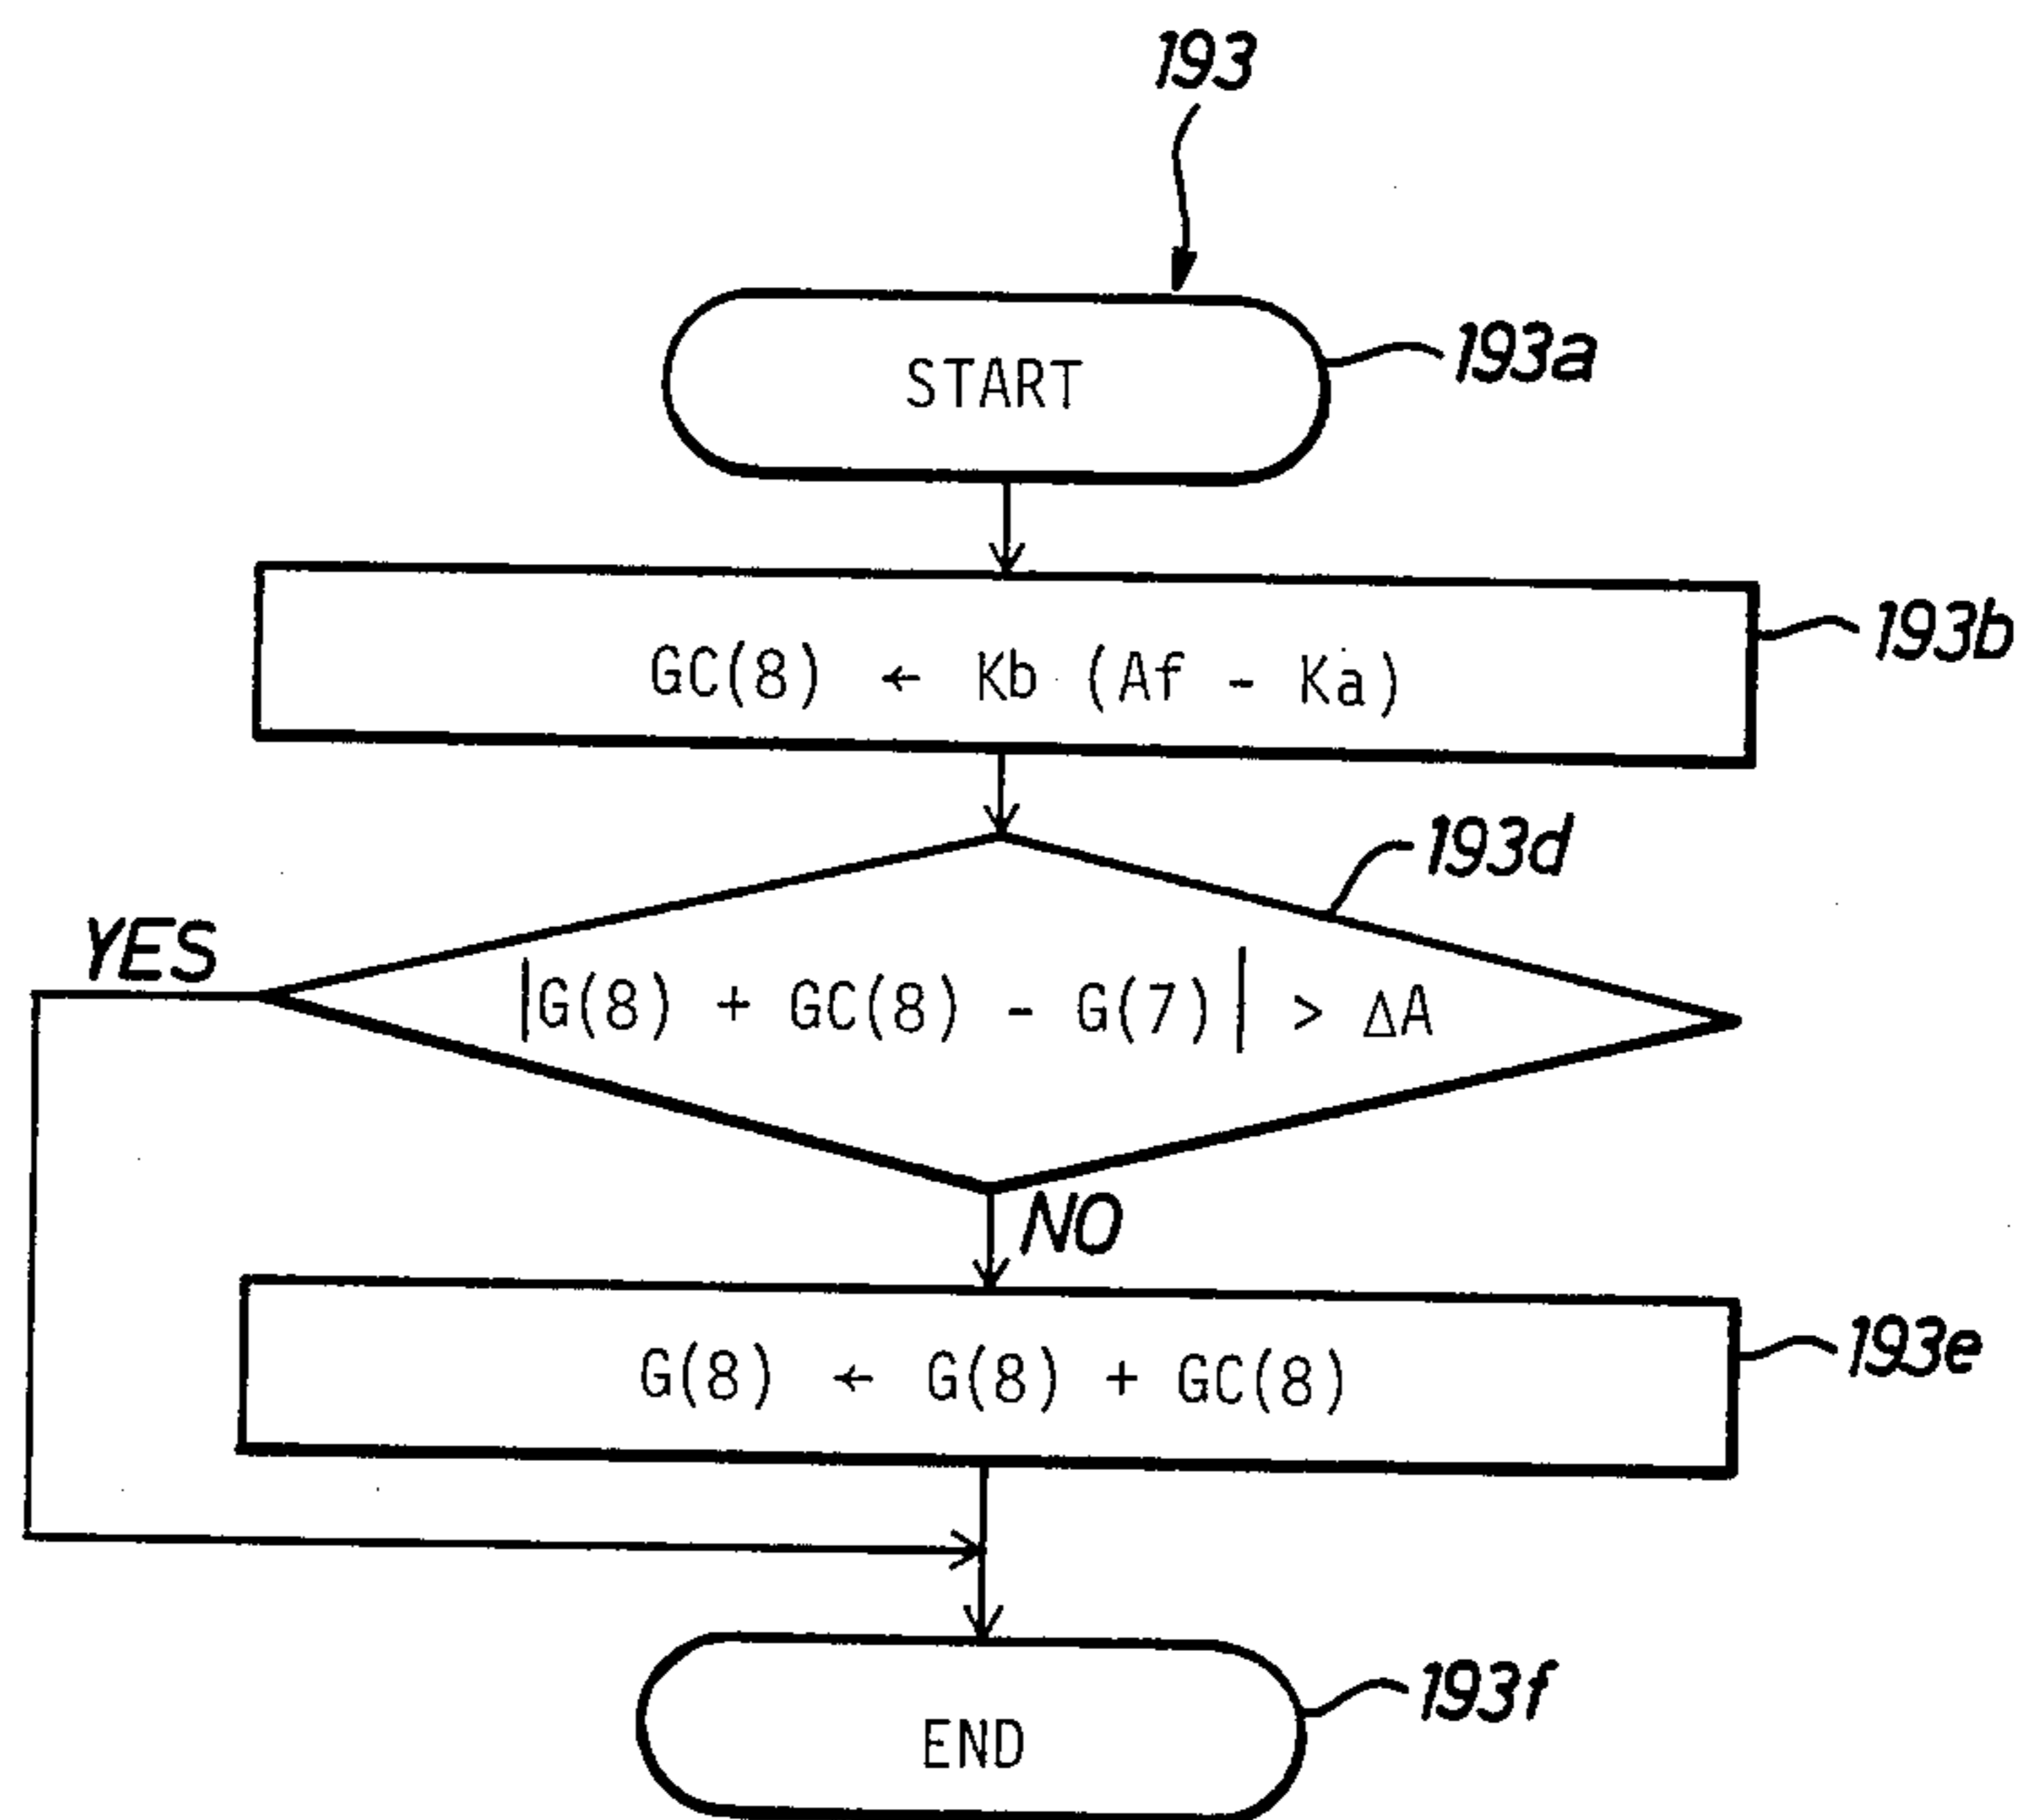 193
START
193a
GC(8) ← Kb (Af - Ka)
193b
193d
YES
|G(8) + GC(8) - G(7)| > ΔA
NO
G(8) ← G(8) + GC(8)
193e
END
193f